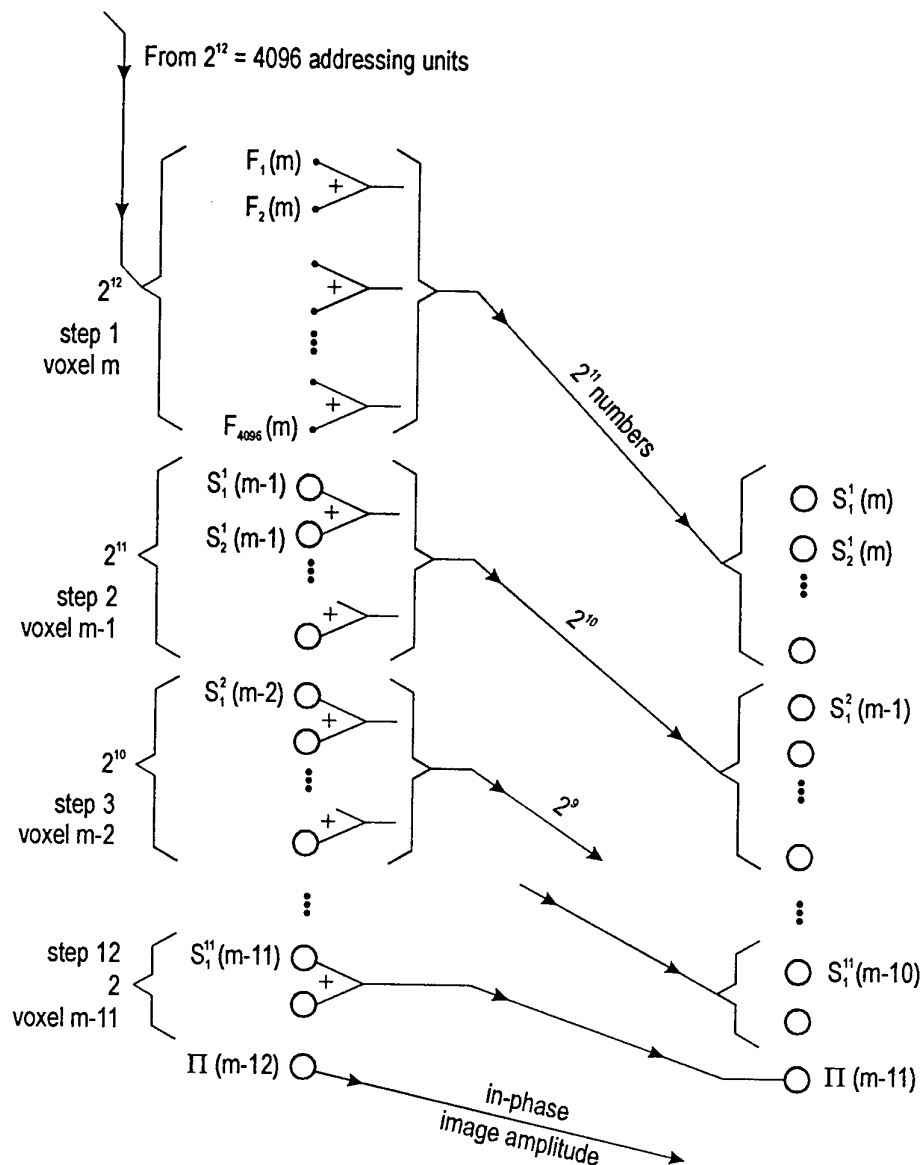 From 2¹² = 4096 addressing units
F₁(m)
+
F₂(m)
+
2¹²
step 1
voxel m
+
F₄₀₉₆(m)
2¹¹ numbers
S¹₁(m-1)
+
S¹₂(m-1)
2¹¹
step 2
voxel m-1
+
2¹⁰
S¹₁(m)
S¹₂(m)
S²₁(m-2)
+
2¹⁰
step 3
voxel m-2
+
2⁹
S²₁(m-1)
step 12
2
voxel m-11
S¹¹₁(m-11)
+
S¹¹₁(m-10)
Π(m-12)
Π(m-11)
in-phase
image amplitude